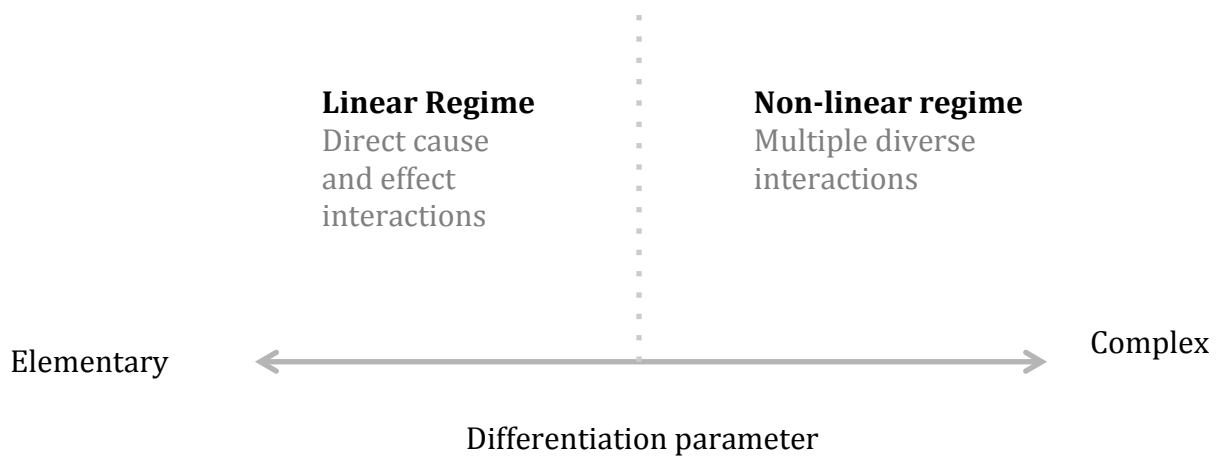 Linear Regime
Direct cause
and effect
interactions
Non-linear regime
Multiple diverse
interactions
Elementary
Complex
Differentiation parameter